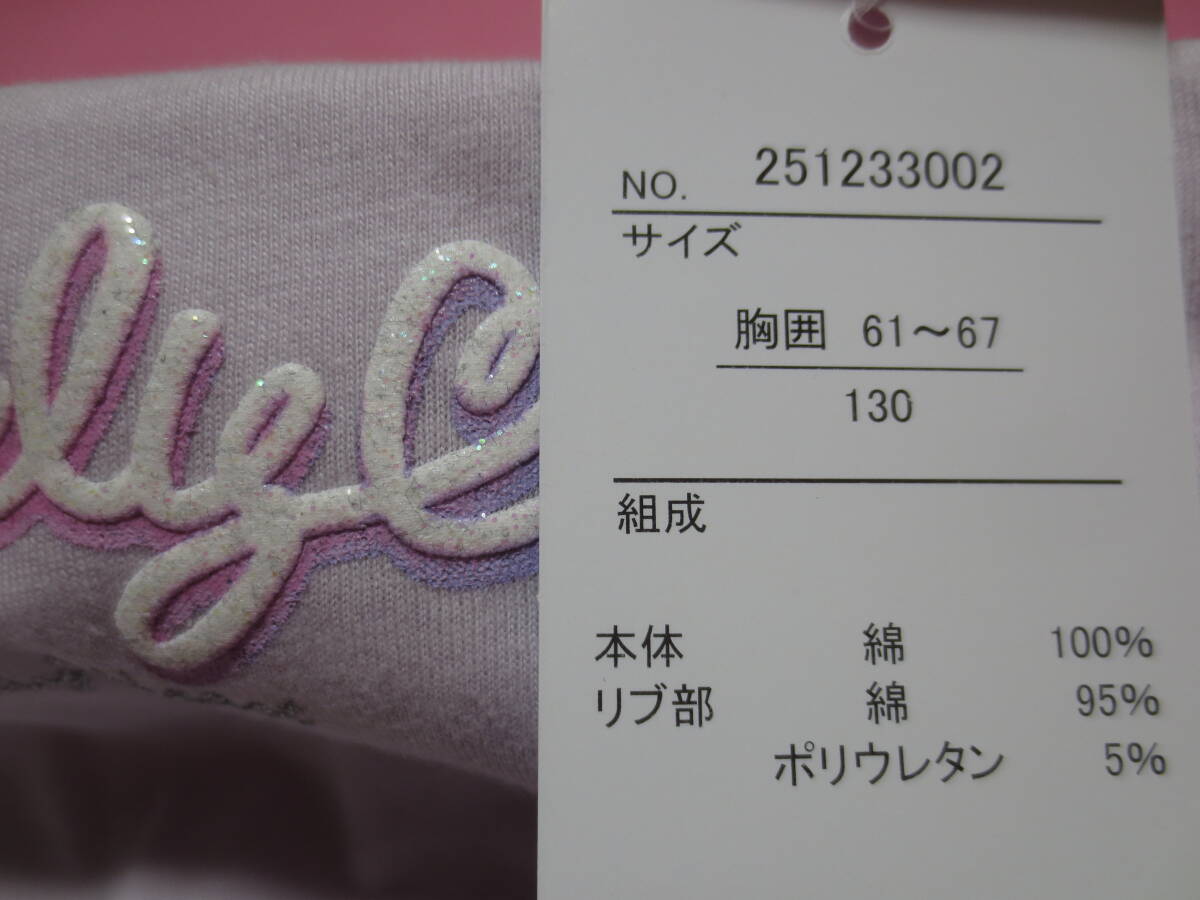 NO. 251233002
サイズ
胸囲 61～67
130
組成
本体 綿 100%
リブ部 綿 95%
ポリウレタン 5%